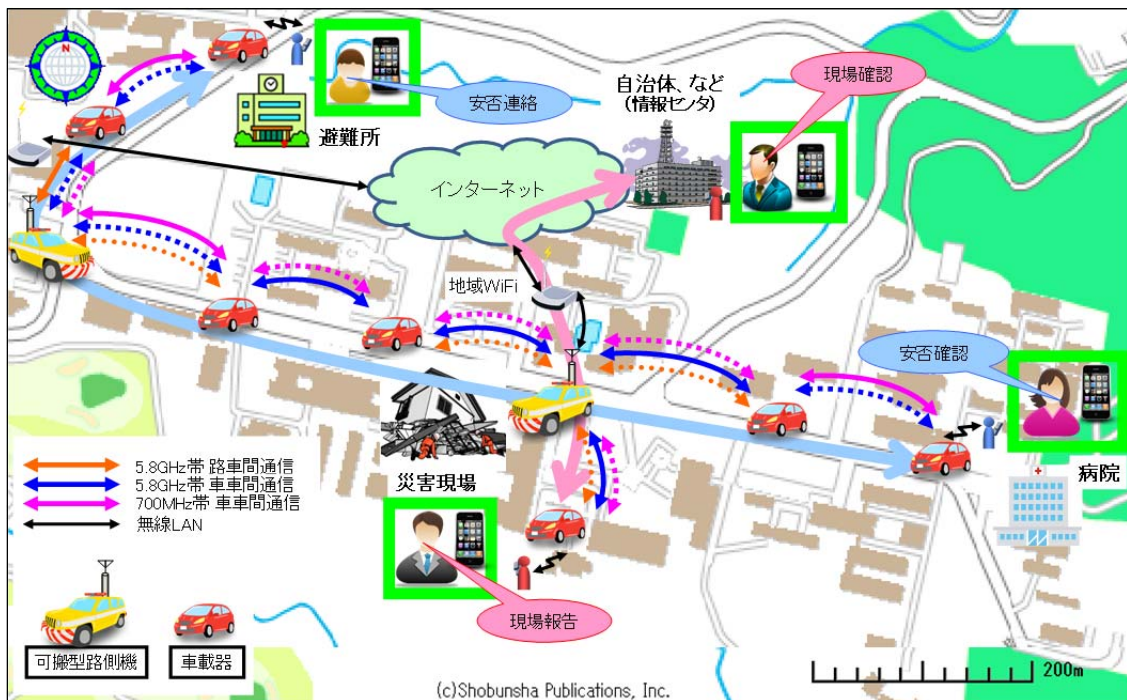 N
安否連絡
避難所
自治体、など
(情報センタ)
現場確認
インターネット
地域WiFi
安否確認
病院
災害現場
5.8GHz帯 路車間通信
5.8GHz帯 車車間通信
700MHz帯 車車間通信
無線LAN
現場報告
可搬型路側機
車載器
200m
(c)Shobunsha Publications, Inc.